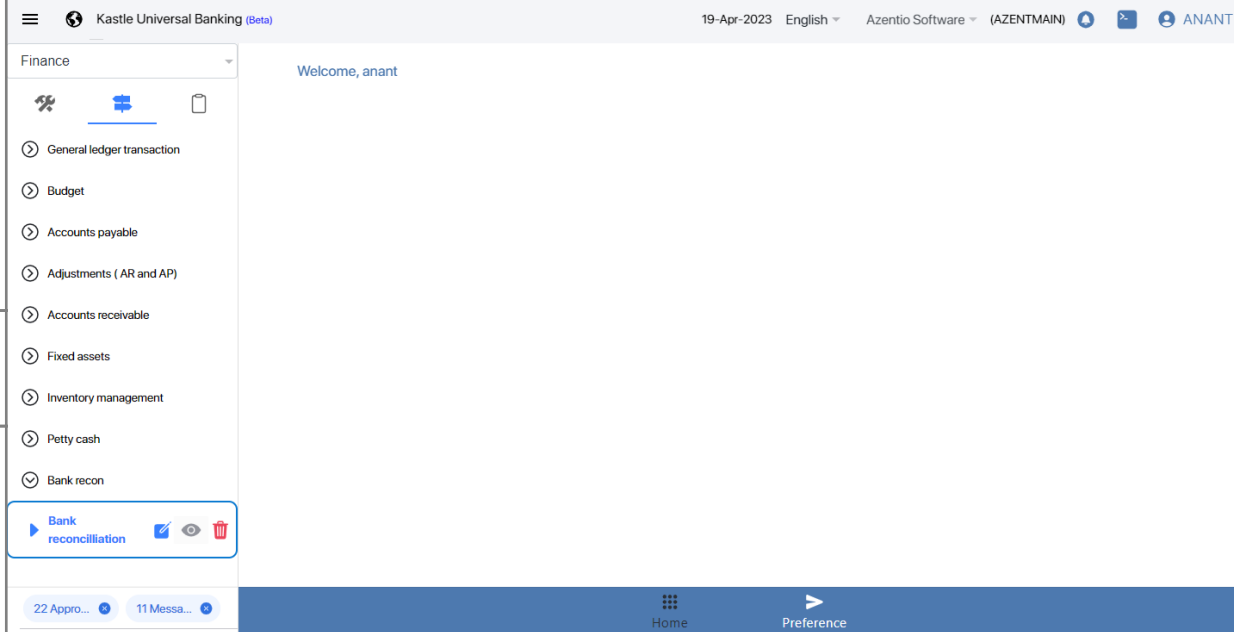 Kastle Universal Banking (Beta)
19-Apr-2023 English Azentio Software (AZENTMAIN) ANANT
Finance
Welcome, anant
General ledger transaction
Budget
Accounts payable
Adjustments ( AR and AP)
Accounts receivable
Fixed assets
Inventory management
Petty cash
Bank recon
Bank
reconcilliation
22 Appro... 11 Messa...
Home Preference